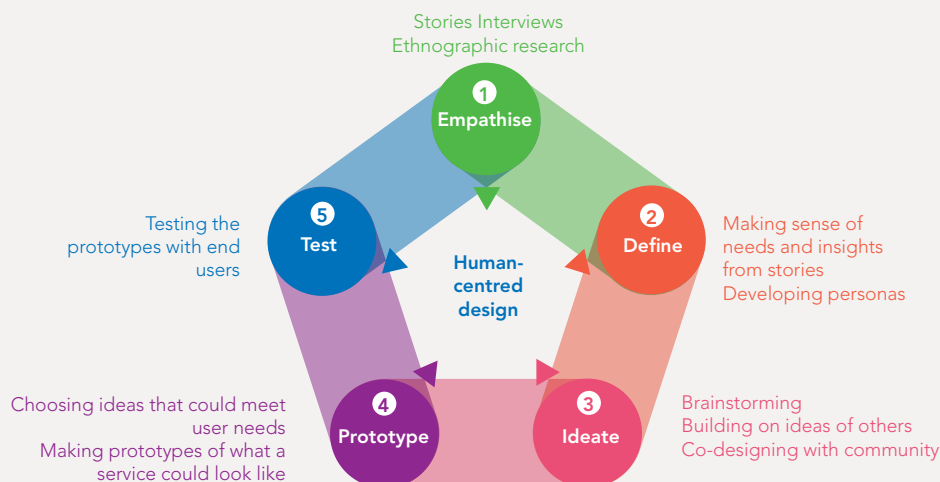 Stories Interviews
Ethnographic research
1
Empathise
2
Define
Making sense of
needs and insights
from stories
Developing personas
3
Ideate
Brainstorming
Building on ideas of others
Co-designing with community
4
Prototype
Choosing ideas that could meet
user needs
Making prototypes of what a
service could look like
5
Test
Testing the
prototypes with end
users
Human-
centred
design